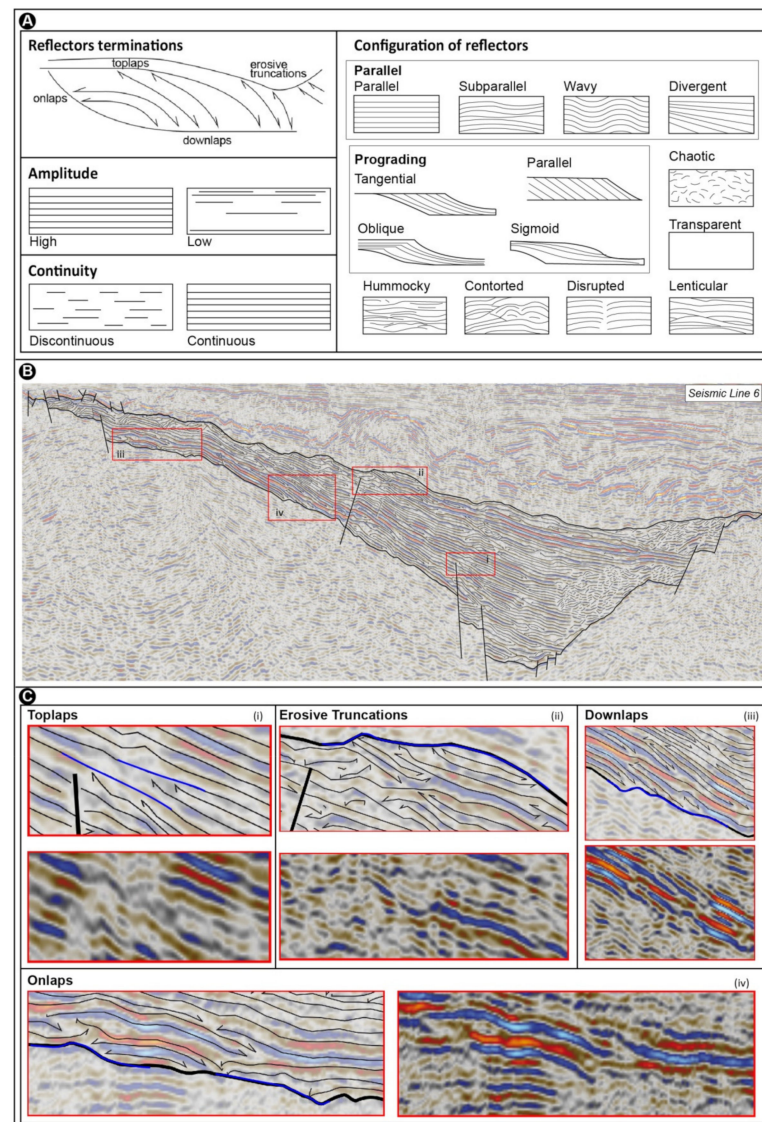 A
Reflectors terminations
toplaps
erosive
truncations
onlaps
downlaps
Amplitude
High
Low
Continuity
Discontinuous
Continuous
Configuration of reflectors
Parallel
Parallel
Subparallel
Wavy
Divergent
Prograding
Tangential
Parallel
Chaotic
Oblique
Sigmoid
Transparent
Hummocky
Contorted
Disrupted
Lenticular
B
Seismic Line 6
iii
ii
iv
i
C
Toplaps
(i)
Erosive Truncations
(ii)
Downlaps
(iii)
Onlaps
(iv)